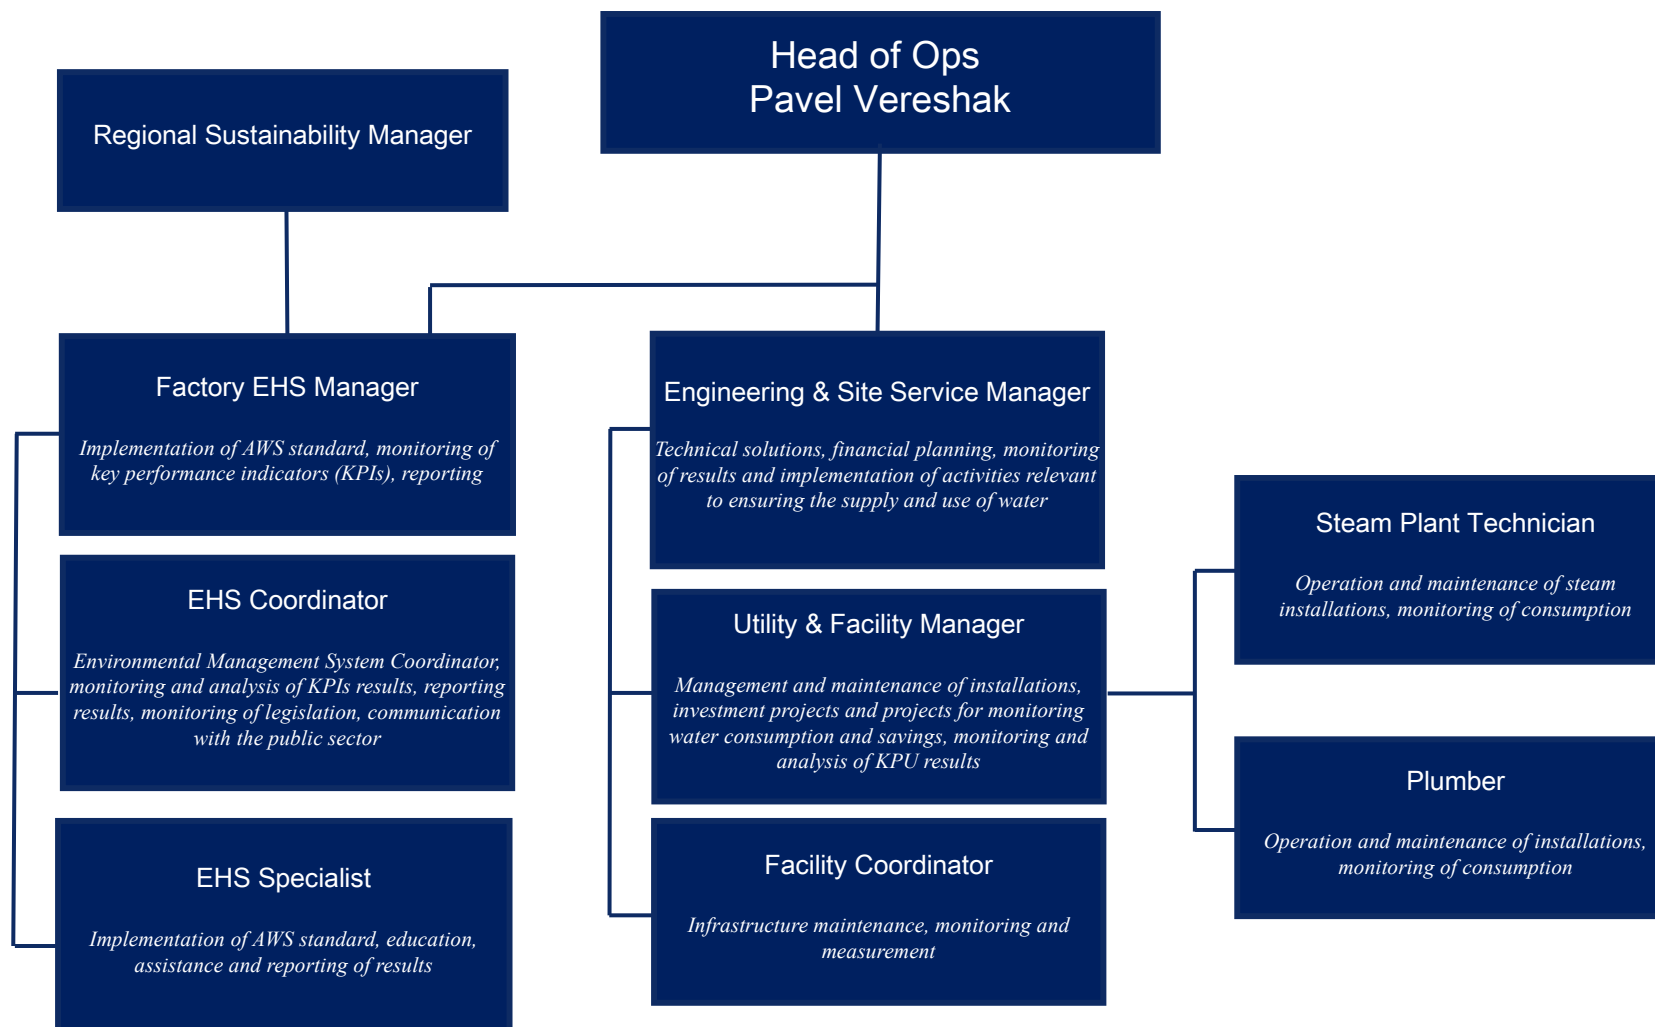 Head of Ops
Pavel Vereshak
Regional Sustainability Manager
Factory EHS Manager
Implementation of AWS standard, monitoring of
key performance indicators (KPIs), reporting
EHS Coordinator
Environmental Management System Coordinator,
monitoring and analysis of KPIs results, reporting
results, monitoring of legislation, communication
with the public sector
EHS Specialist
Implementation of AWS standard, education,
assistance and reporting of results
Engineering & Site Service Manager
Technical solutions, financial planning, monitoring
of results and implementation of activities relevant
to ensuring the supply and use of water
Utility & Facility Manager
Management and maintenance of installations,
investment projects and projects for monitoring
water consumption and savings, monitoring and
analysis of KPU results
Facility Coordinator
Infrastructure maintenance, monitoring and
measurement
Steam Plant Technician
Operation and maintenance of steam
installations, monitoring of consumption
Plumber
Operation and maintenance of installations,
monitoring of consumption